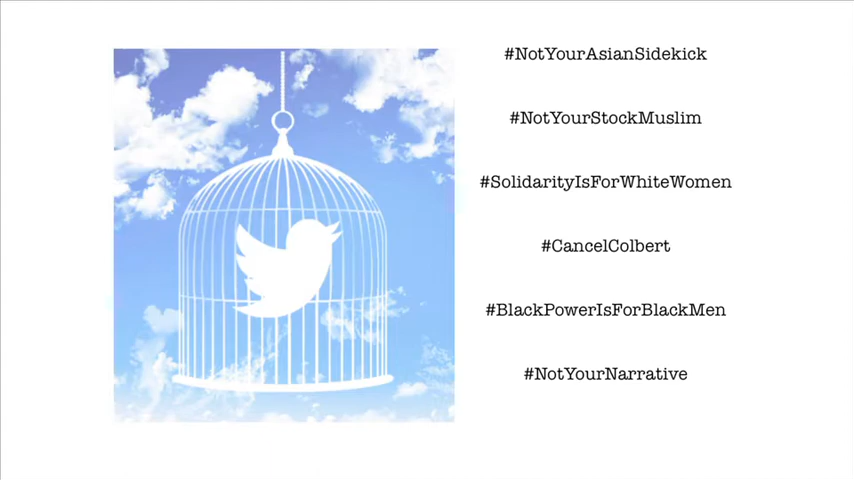 #NotYourAsianSidekick
#NotYourStockMuslim
#SolidarityIsForWhiteWomen
#CancelColbert
#BlackPowerIsForBlackMen
#NotYourNarrative